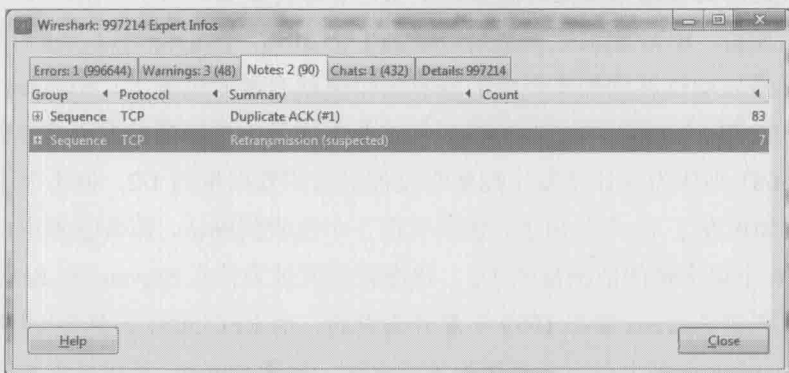 Wireshark: 997214 Expert Infos
Errors: 1 (996644) Warnings: 3 (48) Notes: 2 (90) Chats: 1 (432) Details: 997214
Group Protocol Summary Count
Sequence TCP Duplicate ACK (#1) 83
Sequence TCP Retransmission (suspected) 7
Help Close